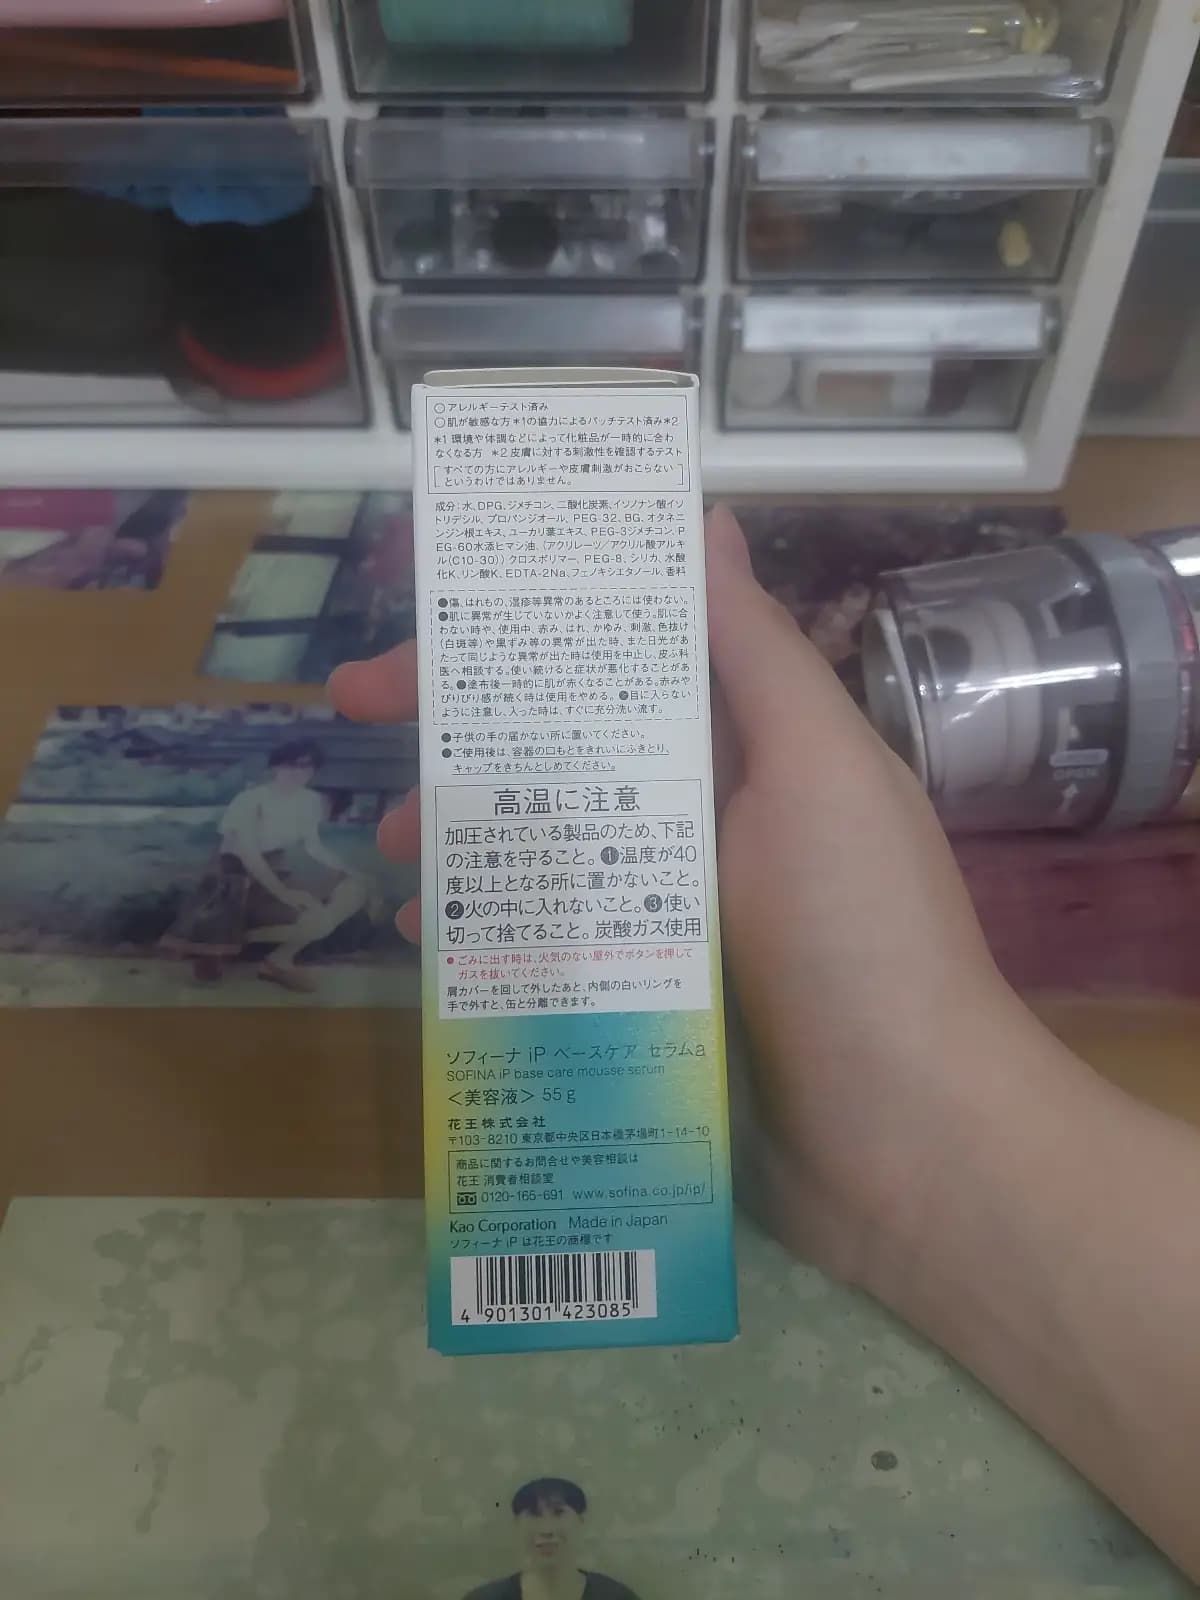 ○アレルギーテスト済み
○肌が敏感な方*1の協力によるパッチテスト済み*2
*1 環境や体調などによって化粧品が一時的に合わ
なくなる方 *2 皮膚に対する刺激性を確認するテスト
[すべての方にアレルギーや皮膚刺激がおこらない
というわけではありません。]
成分:水、DPG、ジメチコン、二酸化炭素、イソノナン酸イソ
トリデシル、プロパンジオール、PEG-32、BG、オタネニ
ンジン根エキス、ユーカリ葉エキス、PEG-3ジメチコン、P
EG-60水添ヒマシ油、(アクリレーツ/アクリル酸アルキ
ル(C10-30))クロスポリマー、PEG-8、シリカ、水酸
化K、リン酸K、EDTA-2Na、フェノキシエタノール、香料
●傷、はれもの、湿疹等異常のあるところには使わない。
●肌に異常が生じていないかよく注意して使う。肌に合
わない時や、使用中、赤み、はれ、かゆみ、刺激、色抜け
(白斑等)や黒ずみ等の異常が出た時、また日光があ
たって同じような異常が出た時は使用を中止し、皮ふ科
医へ相談する。使い続けると症状が悪化することがあ
る。●塗布後一時的に肌が赤くなることがある。赤みや
ぴりぴり感が続く時は使用をやめる。●目に入らない
ように注意し、入った時は、すぐに充分洗い流す。
●子供の手の届かない所に置いてください。
●ご使用後は、容器の口もとをきれいにふきとり、
キャップをきちんとしめてください。
高温に注意
加圧されている製品のため、下記
の注意を守ること。❶温度が40
度以上となる所に置かないこと。
❷火の中に入れないこと。❸使い
切って捨てること。炭酸ガス使用
●ごみに出す時は、火気のない屋外でボタンを押して
ガスを抜いてください。
肩カバーを回して外したあと、内側の白いリングを
手で外すと、缶と分離できます。
ソフィーナ iP ベースケア セラムa
SOFINA iP base care mousse serum
<美容液> 55g
花王株式会社
〒103-8210 東京都中央区日本橋茅場町1-14-10
商品に関するお問合せや美容相談は
花王 消費者相談室
0120-165-691 www.sofina.co.jp/ip/
Kao Corporation Made in Japan
ソフィーナ iP は花王の商標です
4 901301 423085
OPEN